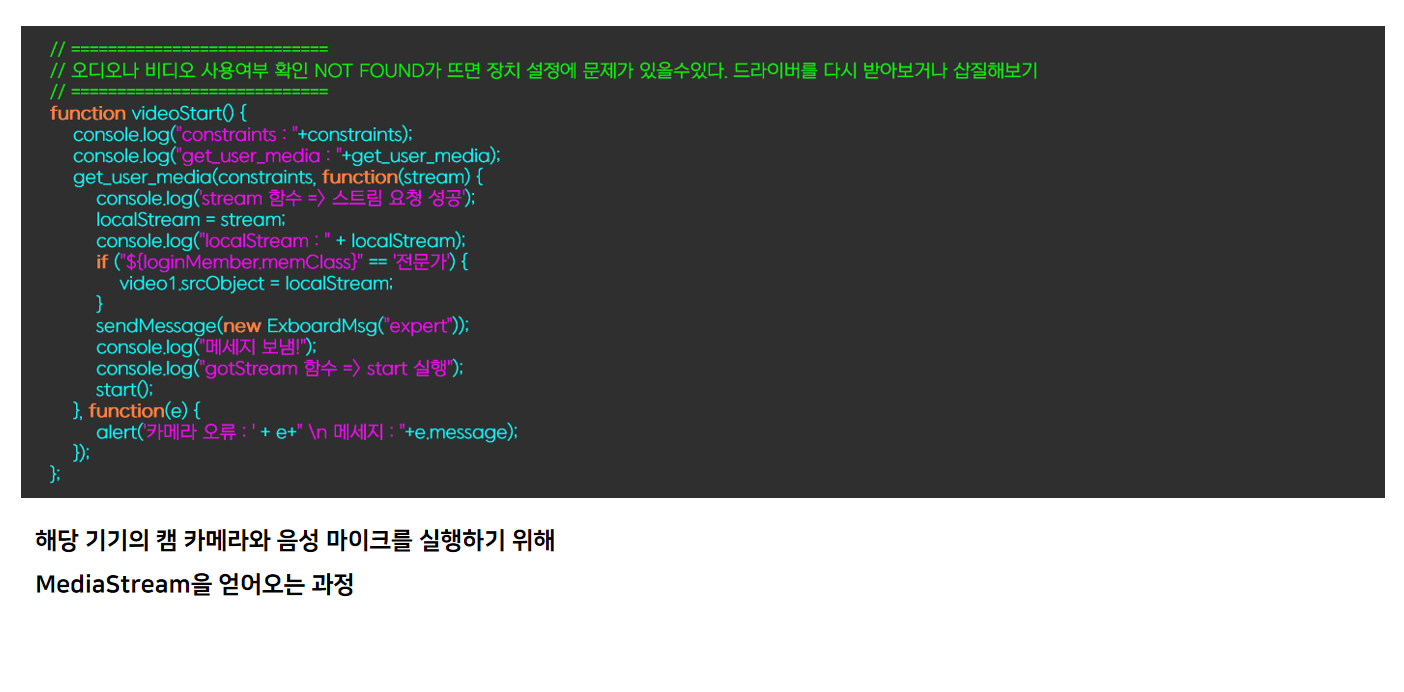 // ============================
// 오디오나 비디오 사용여부 확인 NOT FOUND가 뜨면 장치 설정에 문제가 있을수있다. 드라이버를 다시 받아보거나 삽질해보기
// ============================
function videoStart() {
console.log("constraints : "+constraints);
console.log("get_user_media : "+get_user_media);
get_user_media(constraints, function(stream) {
console.log('stream 함수 => 스트림 요청 성공');
localStream = stream;
console.log("localStream : " + localStream);
if ("${loginMember.memClass}" == '전문가') {
video1.srcObject = localStream;
}
sendMessage(new ExboardMsg("expert"));
console.log("메세지 보냄!");
console.log("gotStream 함수 => start 실행");
start();
}, function(e) {
alert('카메라 오류 : ' + e+" \n 메세지 : "+e.message);
});
};
해당 기기의 캠 카메라와 음성 마이크를 실행하기 위해
MediaStream을 얻어오는 과정